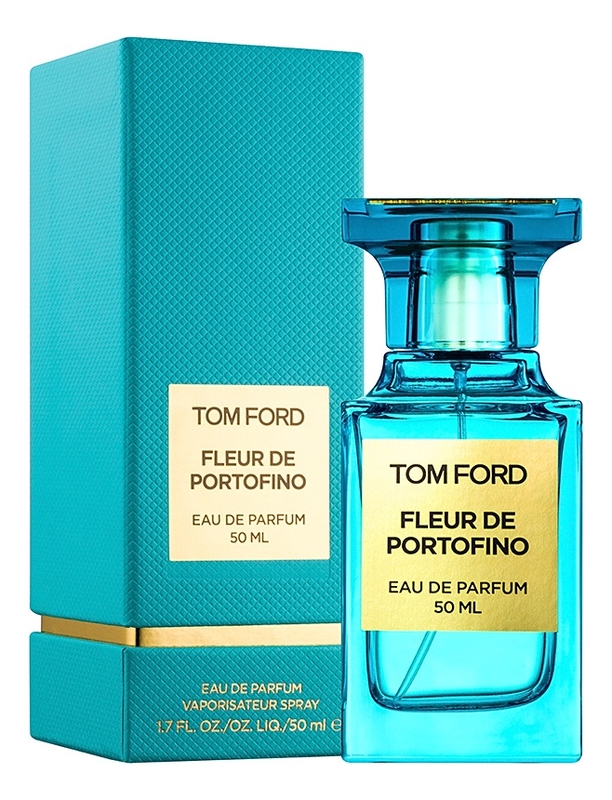 TOM FORD
FLEUR DE
PORTOFINO
EAU DE PARFUM
50 ML
EAU DE PARFUM
VAPORISATEUR SPRAY
1.7 FL. OZ./OZ. LIQ./50 ml e
TOM FORD
FLEUR DE
PORTOFINO
EAU DE PARFUM
50 ML